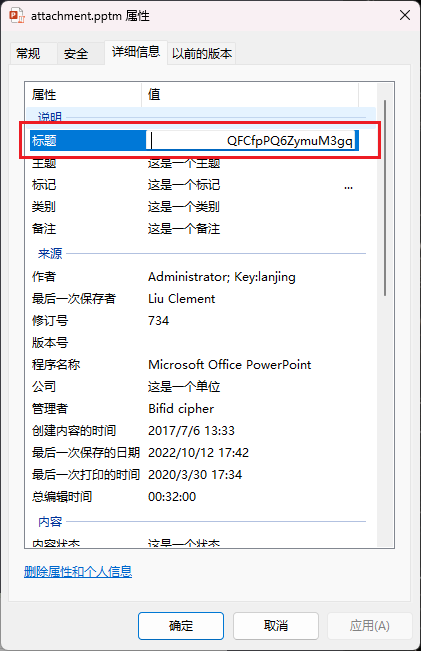 attachment.pptm 属性
常规 安全 详细信息 以前的版本
属性 值
说明
标题 QFCfpPQ6ZymuM3gq
主题 这是一个主题
标记 这是一个标记 ...
类别 这是一个类别
备注 这是一个备注
来源
作者 Administrator; Key:lanjing
最后一次保存者 Liu Clement
修订号 734
版本号
程序名称 Microsoft Office PowerPoint
公司 这是一个单位
管理者 Bifid cipher
创建内容的时间 2017/7/6 13:33
最后一次保存的日期 2022/10/12 17:42
最后一次打印的时间 2020/3/30 17:34
总编辑时间 00:32:00
内容
内容状态 这是一个状态
删除属性和个人信息
确定 取消 应用(A)